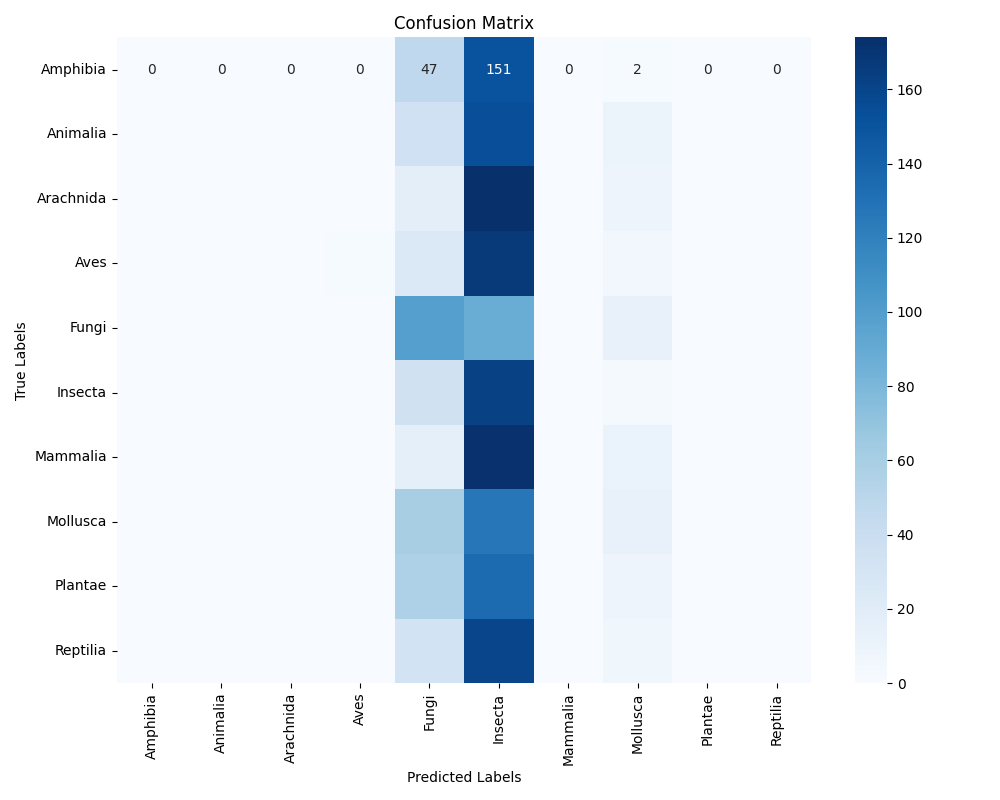 Confusion Matrix
Amphibia 0 0 0 0 47 151 0 2 0 0
Animalia
Arachnida
Aves
Fungi
Insecta
Mammalia
Mollusca
Plantae
Reptilia
True Labels
Amphibia Animalia Arachnida Aves Fungi Insecta Mammalia Mollusca Plantae Reptilia
Predicted Labels
160
140
120
100
80
60
40
20
0